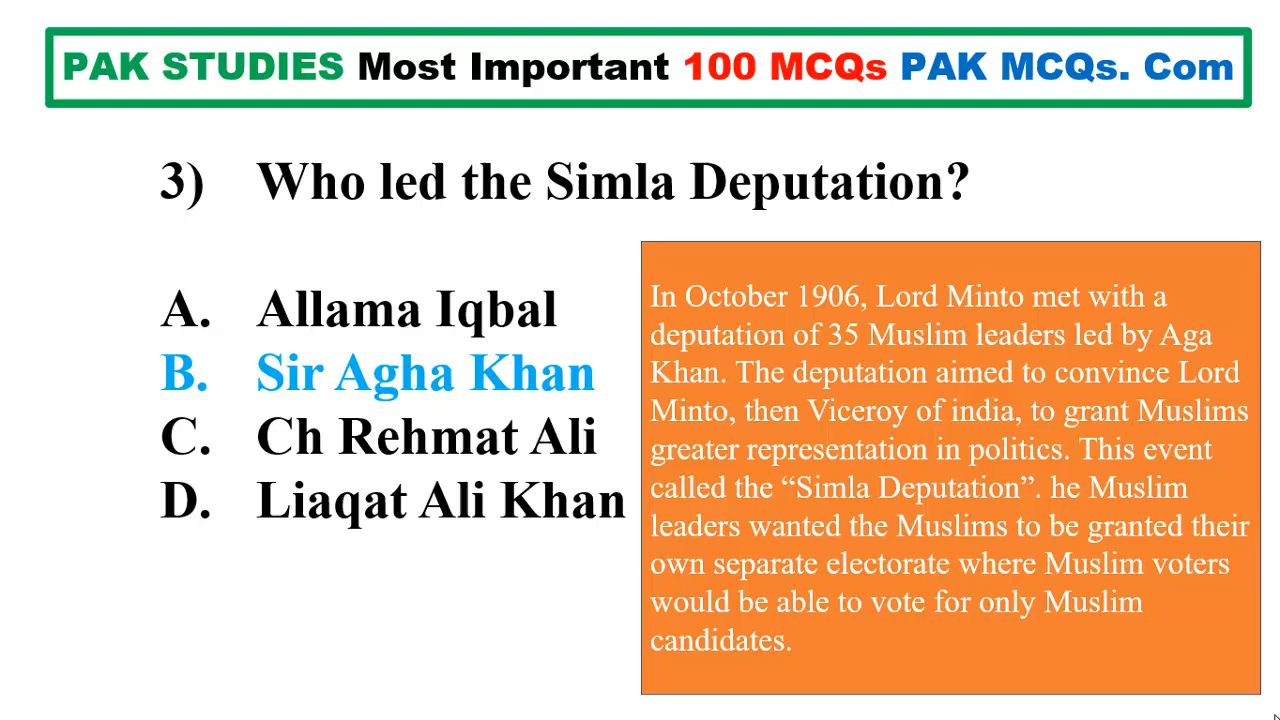 PAK STUDIES Most Important 100 MCQs PAK MCQs. Com
3) Who led the Simla Deputation?
A. Allama Iqbal
B. Sir Agha Khan
C. Ch Rehmat Ali
D. Liaqat Ali Khan
In October 1906, Lord Minto met with a
deputation of 35 Muslim leaders led by Aga
Khan. The deputation aimed to convince Lord
Minto, then Viceroy of india, to grant Muslims
greater representation in politics. This event
called the “Simla Deputation”. he Muslim
leaders wanted the Muslims to be granted their
own separate electorate where Muslim voters
would be able to vote for only Muslim
candidates.